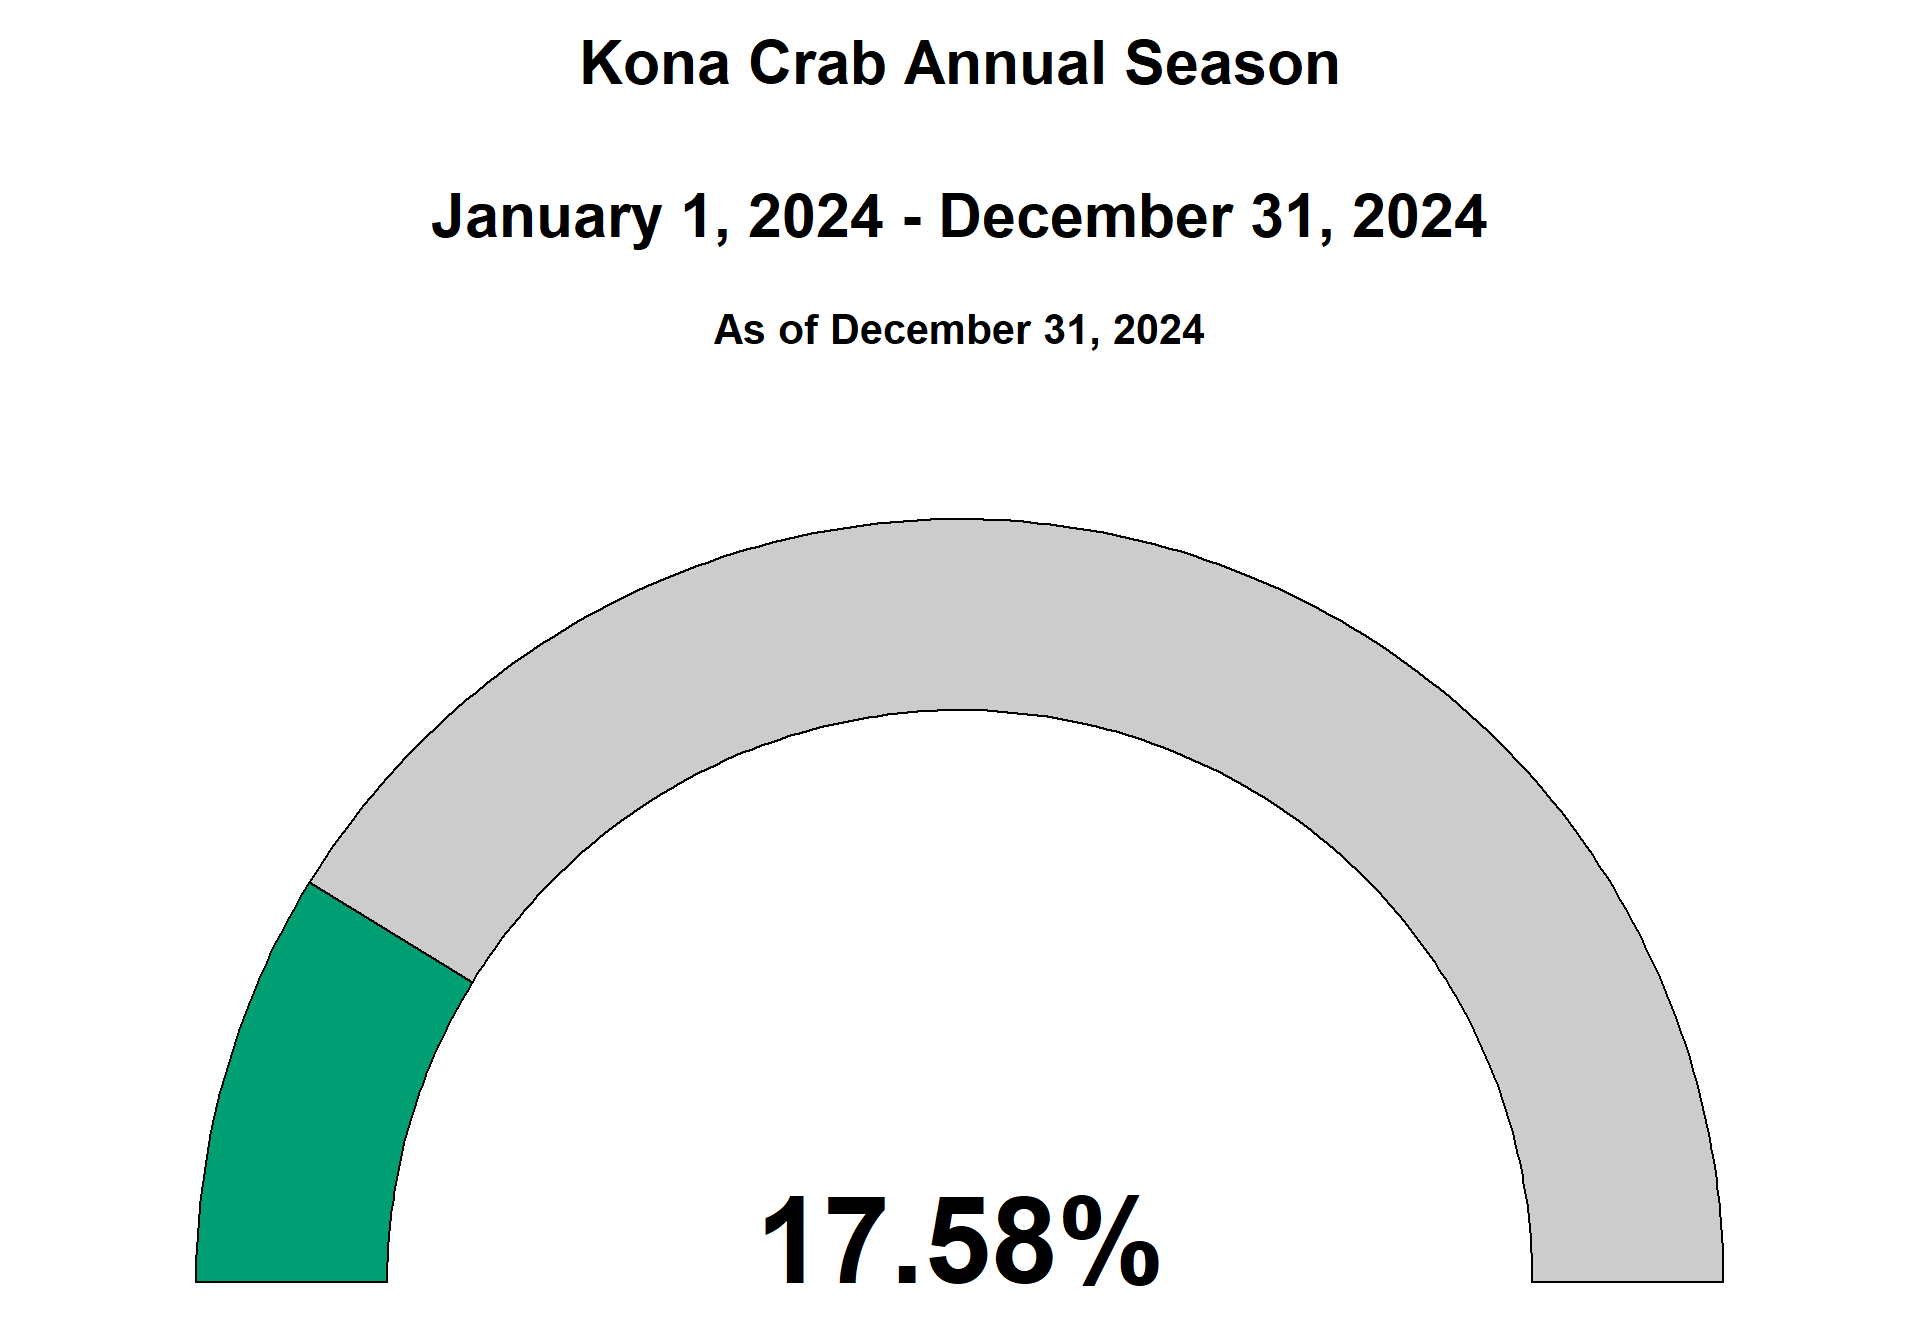 Kona Crab Annual Season
January 1, 2024 - December 31, 2024
As of December 31, 2024
17.58%